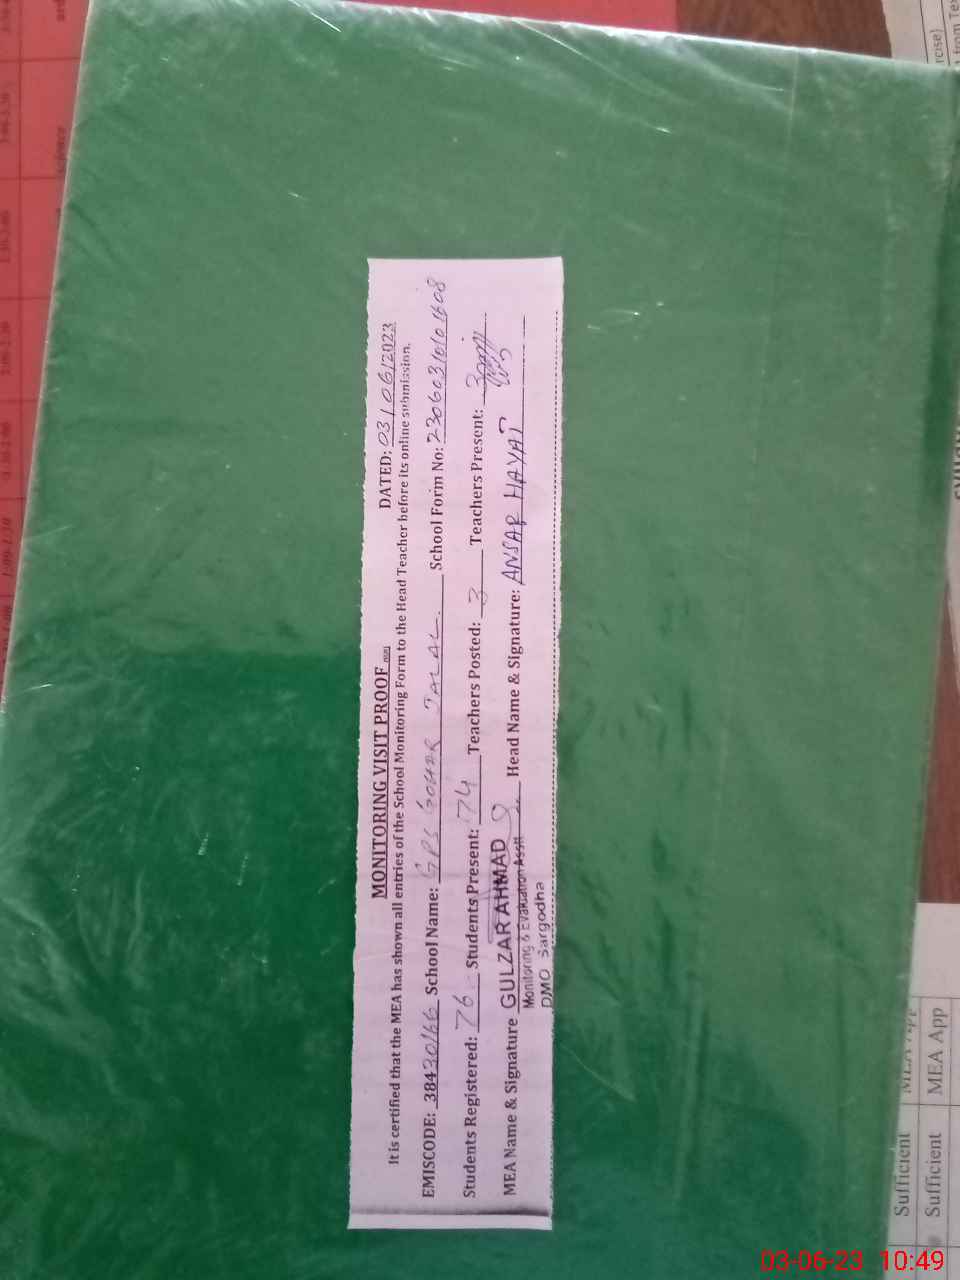 MONITORING VISIT PROOF DATED: 03/06/2023
It is certified that the MEA has shown all entries of the School Monitoring Form to the Head Teacher before its online submission.
EMISCODE: 38430166 School Name: GPS GOHAR JALAL. School Form No:
Students Registered: 76 Students Present: 74 Teachers Posted: 3 Teachers Present: 3
MEA Name & Signature GULZAR AHMAD Head Name & Signature: ANSAR HAYAT
Monitoring & Evaluation Asstt
DMO Sargodha
Sufficient
Sufficient MEA App
03-06-23 10:49